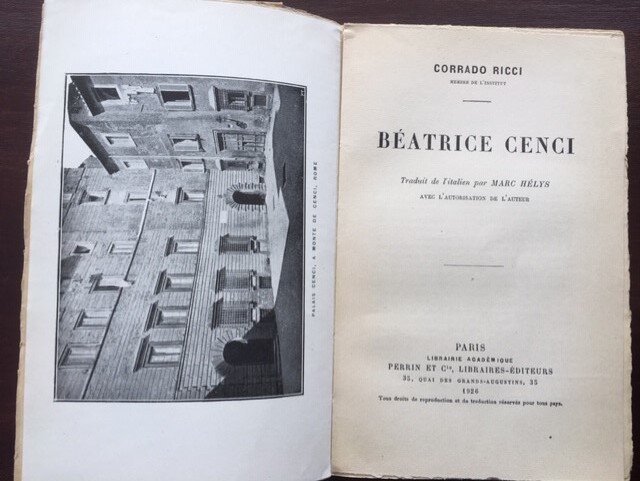 PALAIS CENCI, A MONTE DE CENCI, ROME
CORRADO RICCI
MEMBRE DE L'INSTITUT
BÉATRICE CENCI
Traduit de l'italien par MARC HÉLYS
AVEC L'AUTORISATION DE L'AUTEUR
PARIS
LIBRAIRIE ACADÉMIQUE
PERRIN ET Cie, LIBRAIRES-ÉDITEURS
35, QUAI DES GRANDS-AUGUSTINS, 35
1926
Tous droits de reproduction et de traduction réservés pour tous pays.